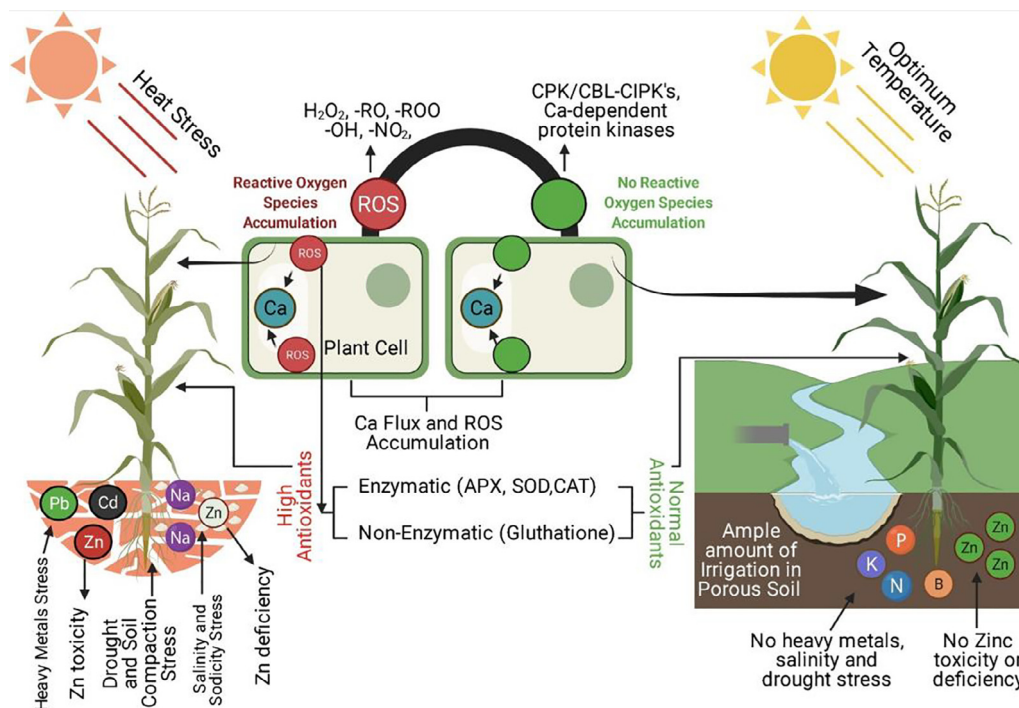 Heat Stress
H₂O₂, -RO, -ROO
-OH, -NO₂,
CPK/CBL-CIPK's,
Ca-dependent
protein kinases
Optimum
Temperature
Reactive Oxygen
Species
Accumulation
ROS
No Reactive
Oxygen Species
Accumulation
ROS
Ca
ROS
Plant Cell
Ca
Ca Flux and ROS
Accumulation
High
Antioxidants
Enzymatic (APX, SOD,CAT)
Non-Enzymatic (Gluthatione)
Normal
Antioxidants
Pb
Cd
Zn
Na
Na
Zn
Heavy Metals Stress
Zn toxicity
Drought
and Soil
Compaction
Stress
Salinity and
Sodicity Stress
Zn deficiency
Ample
amount of
Irrigation in
Porous Soil
P
K
N
B
Zn
Zn
Zn
No heavy metals,
salinity and
drought stress
No Zinc
toxicity or
deficiency